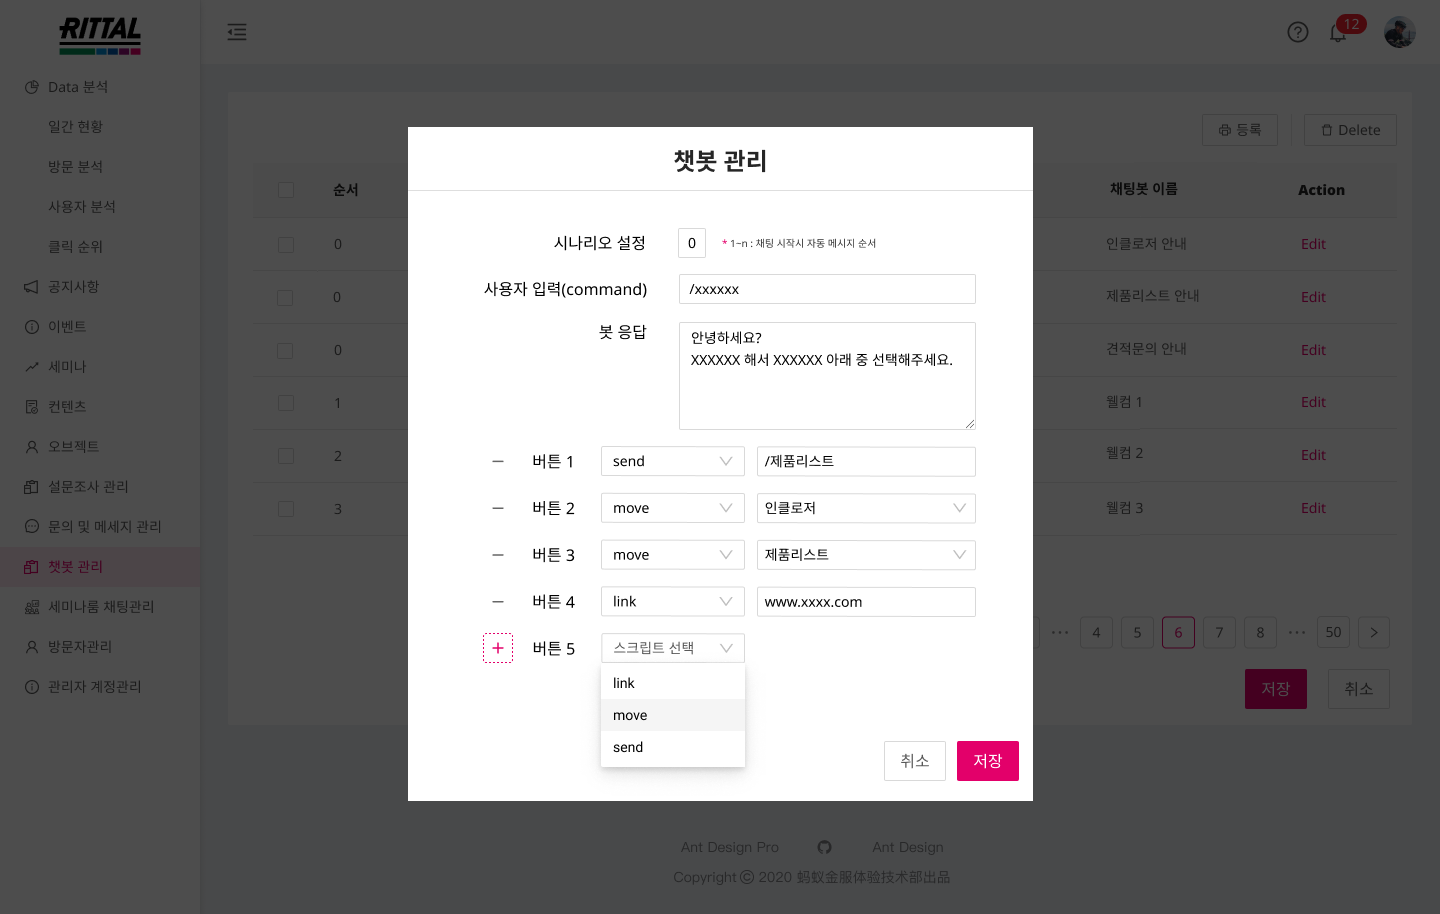 RITTAL
12
Data 분석
일간 현황
방문 분석
사용자 분석
클릭 순위
공지사항
이벤트
세미나
컨텐츠
오브젝트
설문조사 관리
문의 및 메세지 관리
챗봇 관리
세미나룸 채팅관리
방문자관리
관리자 계정관리
등록
Delete
순서 채팅봇 이름 Action
0 인클로저 안내 Edit
0 제품리스트 안내 Edit
0 견적문의 안내 Edit
1 웰컴 1 Edit
2 웰컴 2 Edit
3 웰컴 3 Edit
••• 4 5 6 7 8 ••• 50 >
저장 취소
챗봇 관리
시나리오 설정 0 * 1~n : 채팅 시작시 자동 메시지 순서
사용자 입력(command) /xxxxxx
봇 응답 안녕하세요?
XXXXXX 해서 XXXXXX 아래 중 선택해주세요.
버튼 1 send /제품리스트
버튼 2 move 인클로저
버튼 3 move 제품리스트
버튼 4 link www.xxxx.com
+ 버튼 5 스크립트 선택
link
move
send
취소 저장
Ant Design Pro Ant Design
Copyright © 2020 蚂蚁金服体验技术部出品